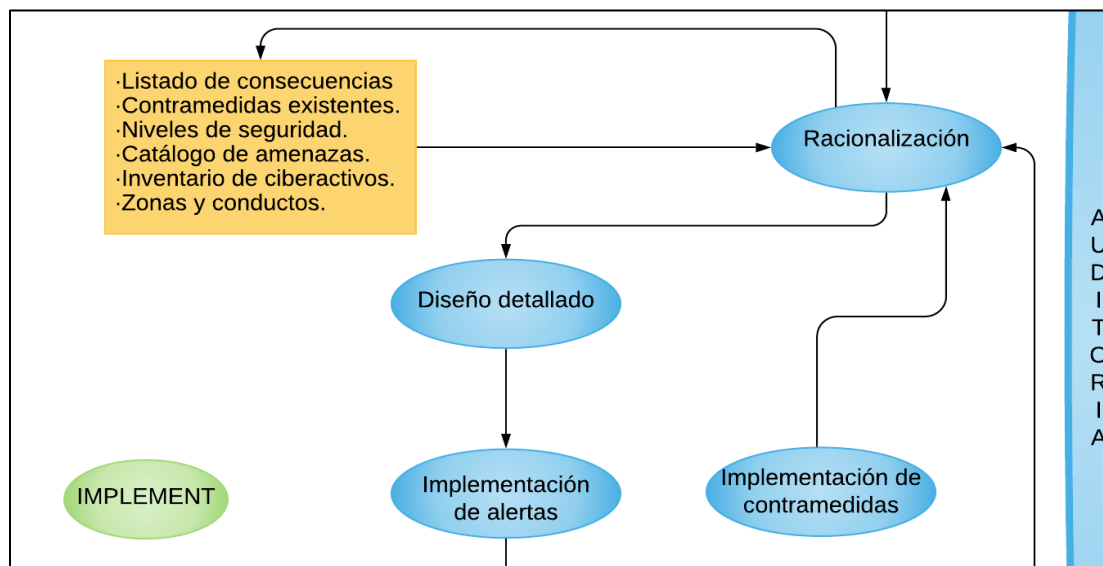 ·Listado de consecuencias
·Contramedidas existentes.
·Niveles de seguridad.
·Catálogo de amenazas.
·Inventario de ciberactivos.
·Zonas y conductos.
Racionalización
Diseño detallado
IMPLEMENT
Implementación
de alertas
Implementación de
contramedidas
A
U
D
I
T
O
R
I
A